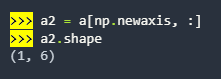 >>> a2 = a[np.newaxis, :]
>>> a2.shape
(1, 6)